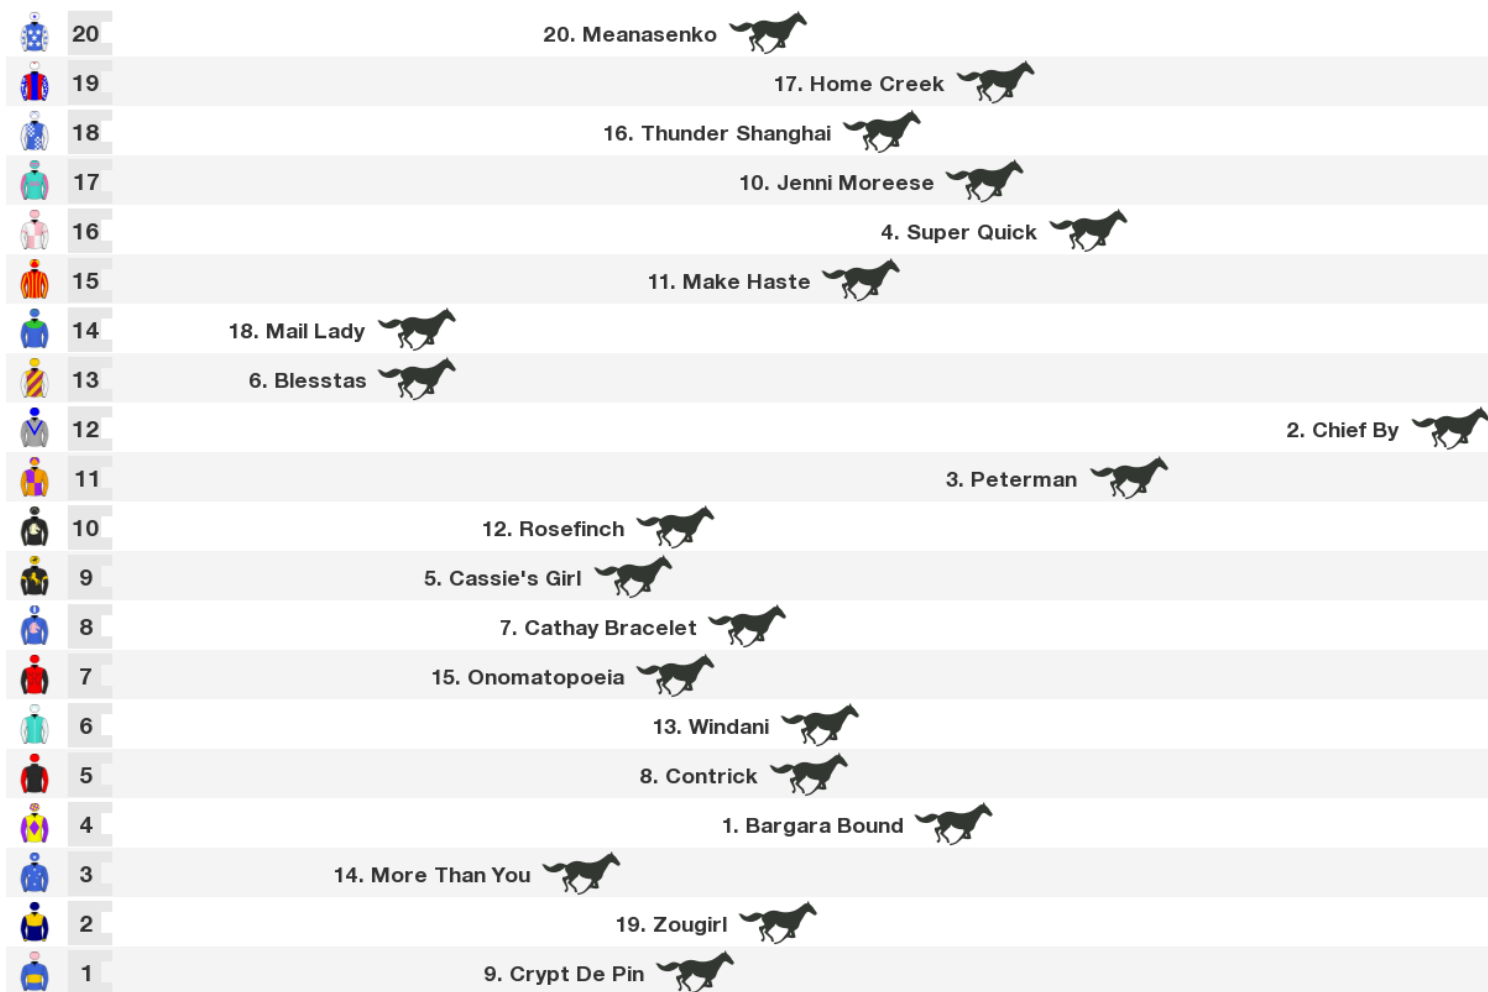 20 20. Meanasenko
19 17. Home Creek
18 16. Thunder Shanghai
17 10. Jenni Moreese
16 4. Super Quick
15 11. Make Haste
14 18. Mail Lady
13 6. Blesstas
12 2. Chief By
11 3. Peterman
10 12. Rosefinch
9 5. Cassie's Girl
8 7. Cathay Bracelet
7 15. Onomatopoeia
6 13. Windani
5 8. Contrick
4 1. Bargara Bound
3 14. More Than You
2 19. Zougirl
1 9. Crypt De Pin